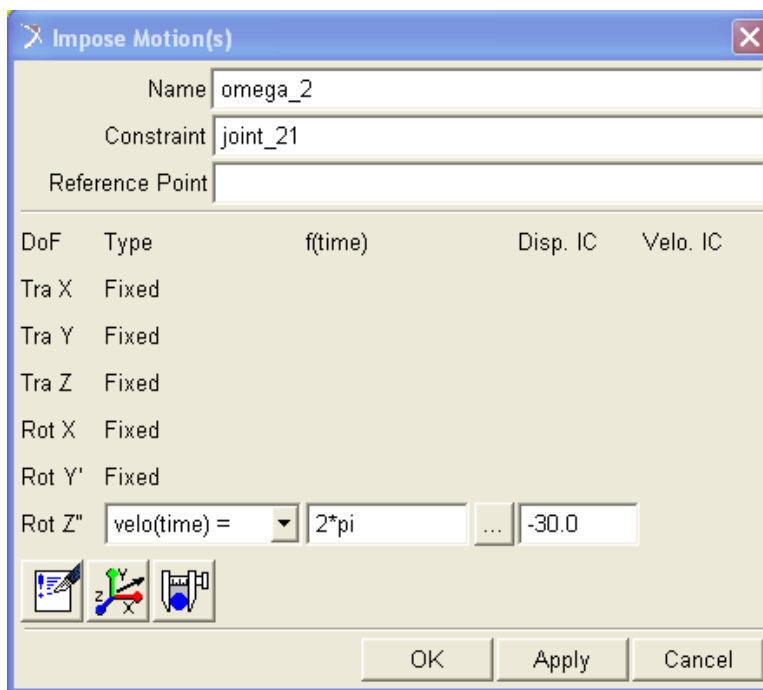 Impose Motion(s)
Name omega_2
Constraint joint_21
Reference Point
DoF Type f(time) Disp. IC Velo. IC
Tra X Fixed
Tra Y Fixed
Tra Z Fixed
Rot X Fixed
Rot Y' Fixed
Rot Z" velo(time) = 2*pi ... -30.0
Z Y X
OK Apply Cancel